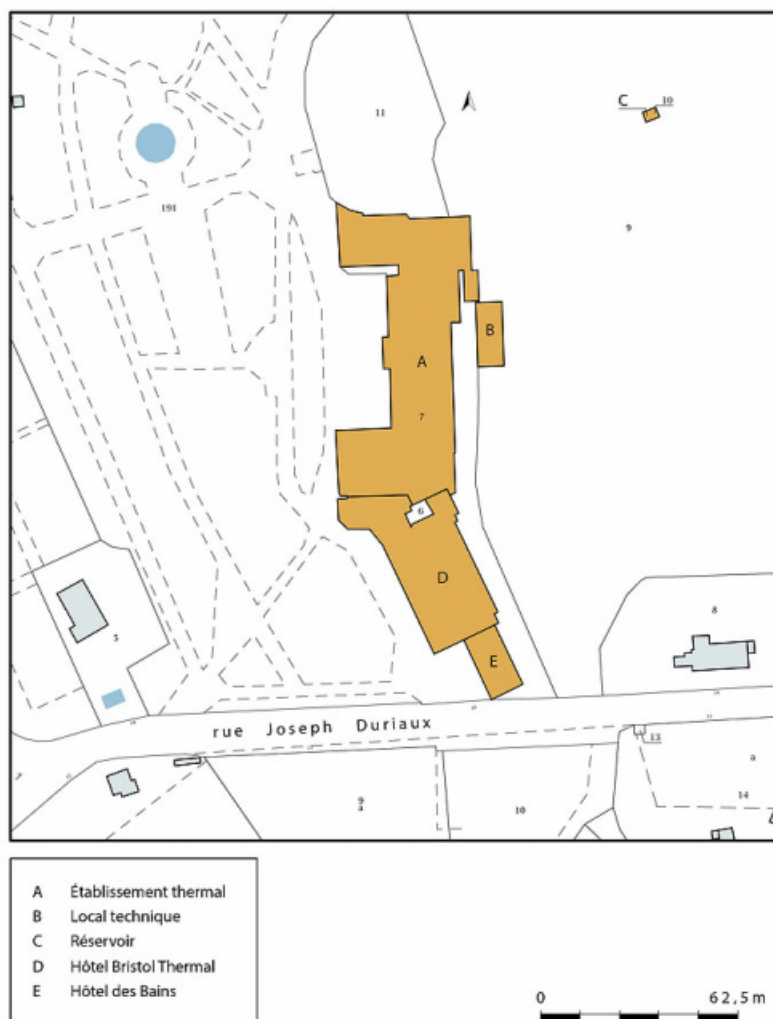 11
C 10
191
9
B
A
7
6
D
8
5
E
rue Joseph Duriaux
13
9
a
10
a
14
A Établissement thermal
B Local technique
C Réservoir
D Hôtel Bristol Thermal
E Hôtel des Bains
0 62,5m